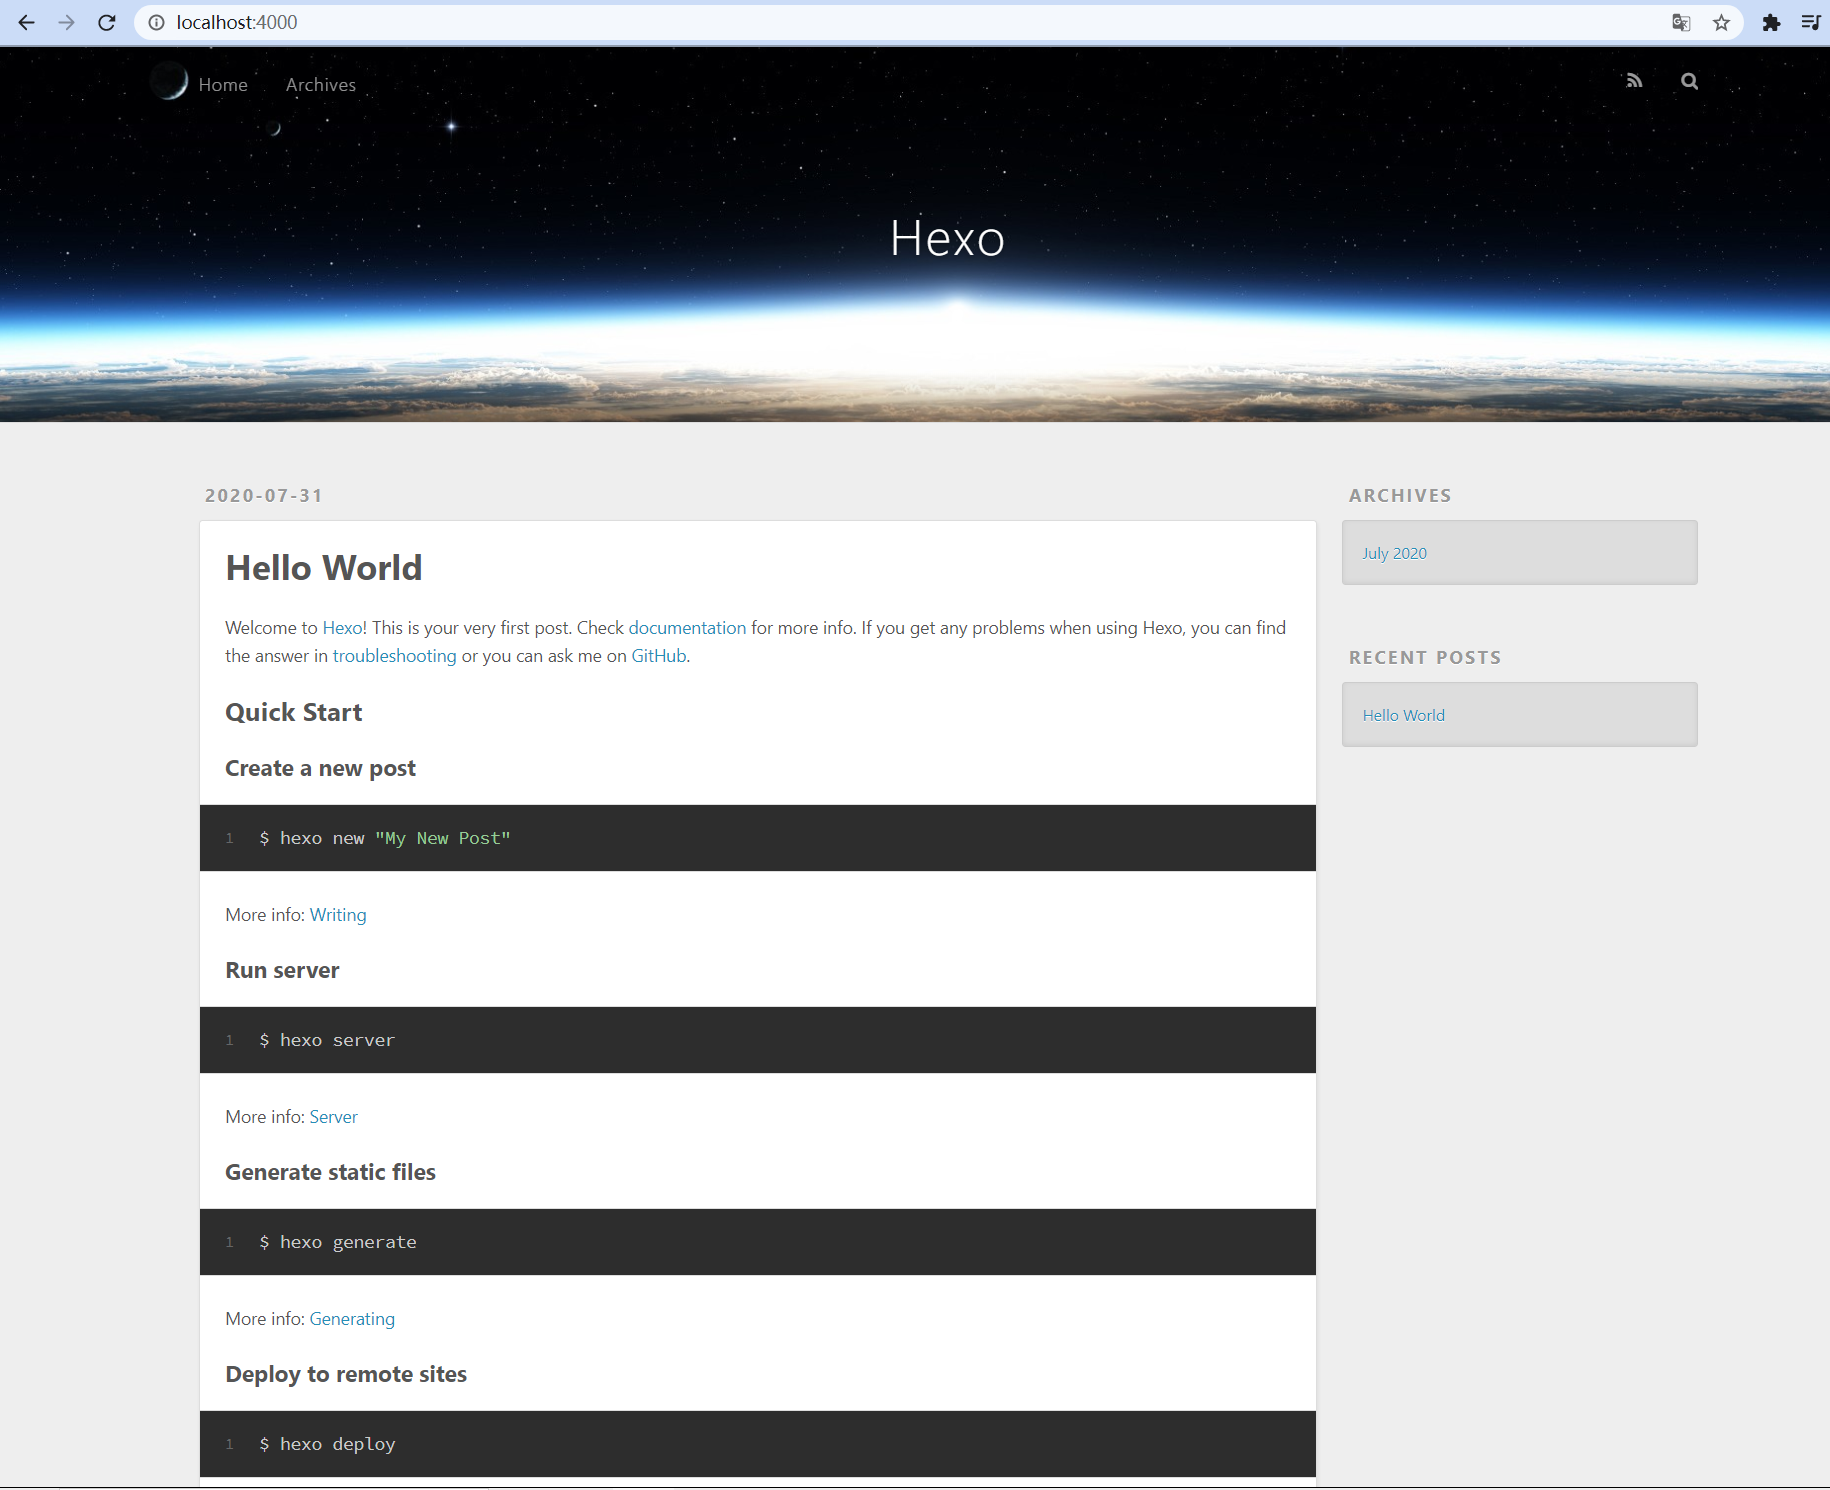 localhost:4000
Home Archives
Hexo
2020-07-31
Hello World
Welcome to Hexo! This is your very first post. Check documentation for more info. If you get any problems when using Hexo, you can find
the answer in troubleshooting or you can ask me on GitHub.
Quick Start
Create a new post
1 $ hexo new "My New Post"
More info: Writing
Run server
1 $ hexo server
More info: Server
Generate static files
1 $ hexo generate
More info: Generating
Deploy to remote sites
1 $ hexo deploy
ARCHIVES
July 2020
RECENT POSTS
Hello World